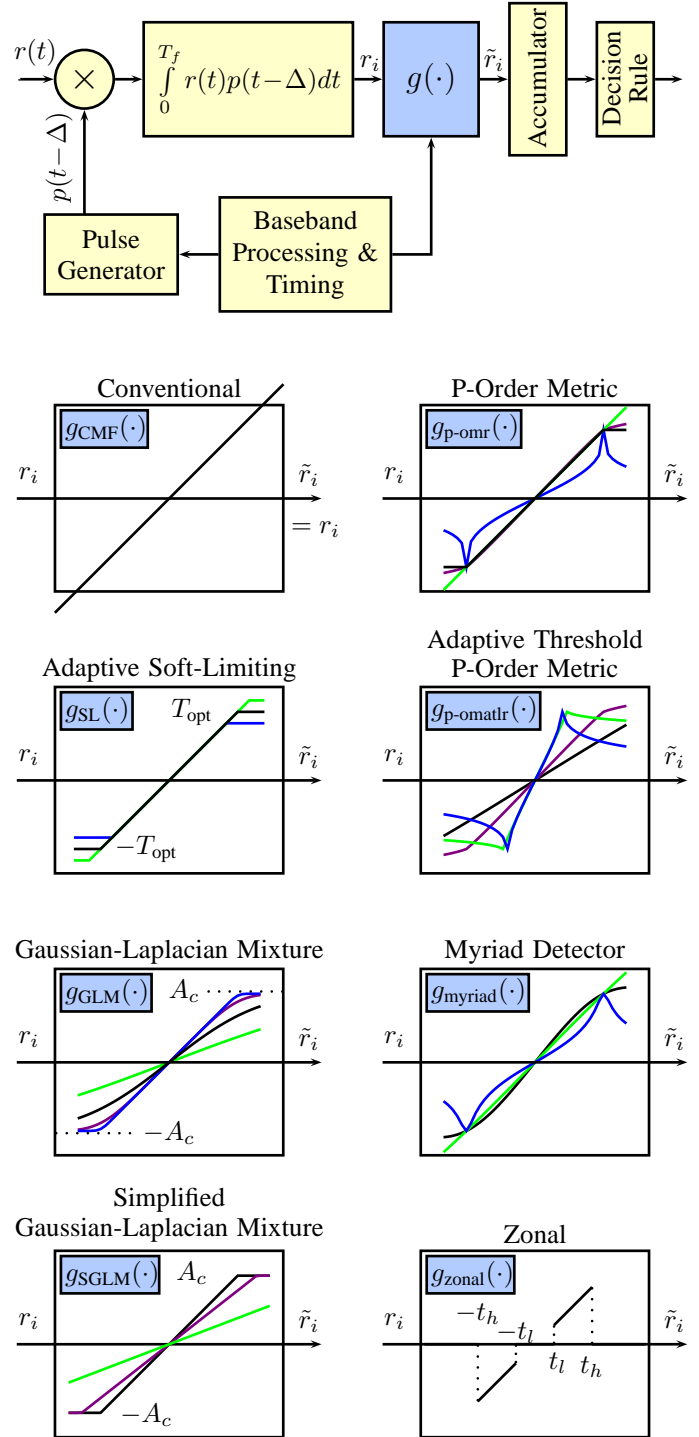 r(t)
×
∫₀^{T_f} r(t)p(t−Δ)dt
r_i
g(·)
r̃_i
Accumulator
Decision
Rule
p(t−Δ)
Pulse
Generator
Baseband
Processing &
Timing
Conventional
g_CMF(·)
r_i
r̃_i
= r_i
P-Order Metric
g_p-omr(·)
r_i
r̃_i
Adaptive Soft-Limiting
g_SL(·)
T_opt
r_i
r̃_i
−T_opt
Adaptive Threshold
P-Order Metric
g_p-omatlr(·)
r_i
r̃_i
Gaussian-Laplacian Mixture
g_GLM(·)
A_c
r_i
r̃_i
−A_c
Myriad Detector
g_myriad(·)
r_i
r̃_i
Simplified
Gaussian-Laplacian Mixture
g_SGLM(·)
A_c
r_i
r̃_i
−A_c
Zonal
g_zonal(·)
−t_h
−t_l
r_i
r̃_i
t_l
t_h